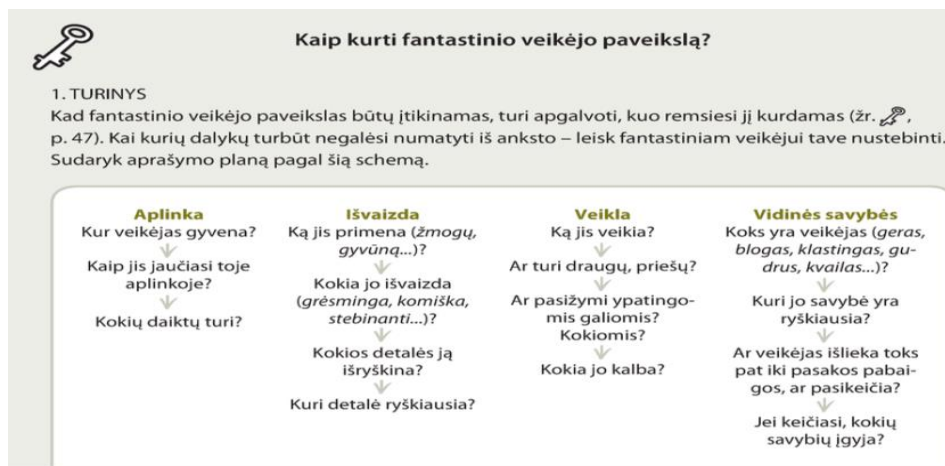 Kaip kurti fantastinio veikėjo paveikslą?
1. TURINYS
Kad fantastinio veikėjo paveikslas būtų įtikinamas, turi apgalvoti, kuo remsiesi jį kurdamas (žr. ,
p. 47). Kai kurių dalykų turbūt negalėsi numatyti iš anksto – leisk fantastiniam veikėjui tave nustebinti.
Sudaryk aprašymo planą pagal šią schemą.
Aplinka
Kur veikėjas gyvena?
Kaip jis jaučiasi toje
aplinkoje?
Kokių daiktų turi?
Išvaizda
Ką jis primena (žmogų,
gyvūną...)?
Kokia jo išvaizda
(grėsminga, komiška,
stebinanti...)?
Kokios detalės ją
išryškina?
Kuri detalė ryškiausia?
Veikla
Ką jis veikia?
Ar turi draugų, priešų?
Ar pasižymi ypatingo-
mis galiomis?
Kokiomis?
Kokia jo kalba?
Vidinės savybės
Koks yra veikėjas (geras,
blogas, klastingas, gu-
drus, kvailas...)?
Kuri jo savybė yra
ryškiausia?
Ar veikėjas išlieka toks
pat iki pasakos pabai-
gos, ar pasikeičia?
Jei keičiasi, kokių
savybių įgyja?